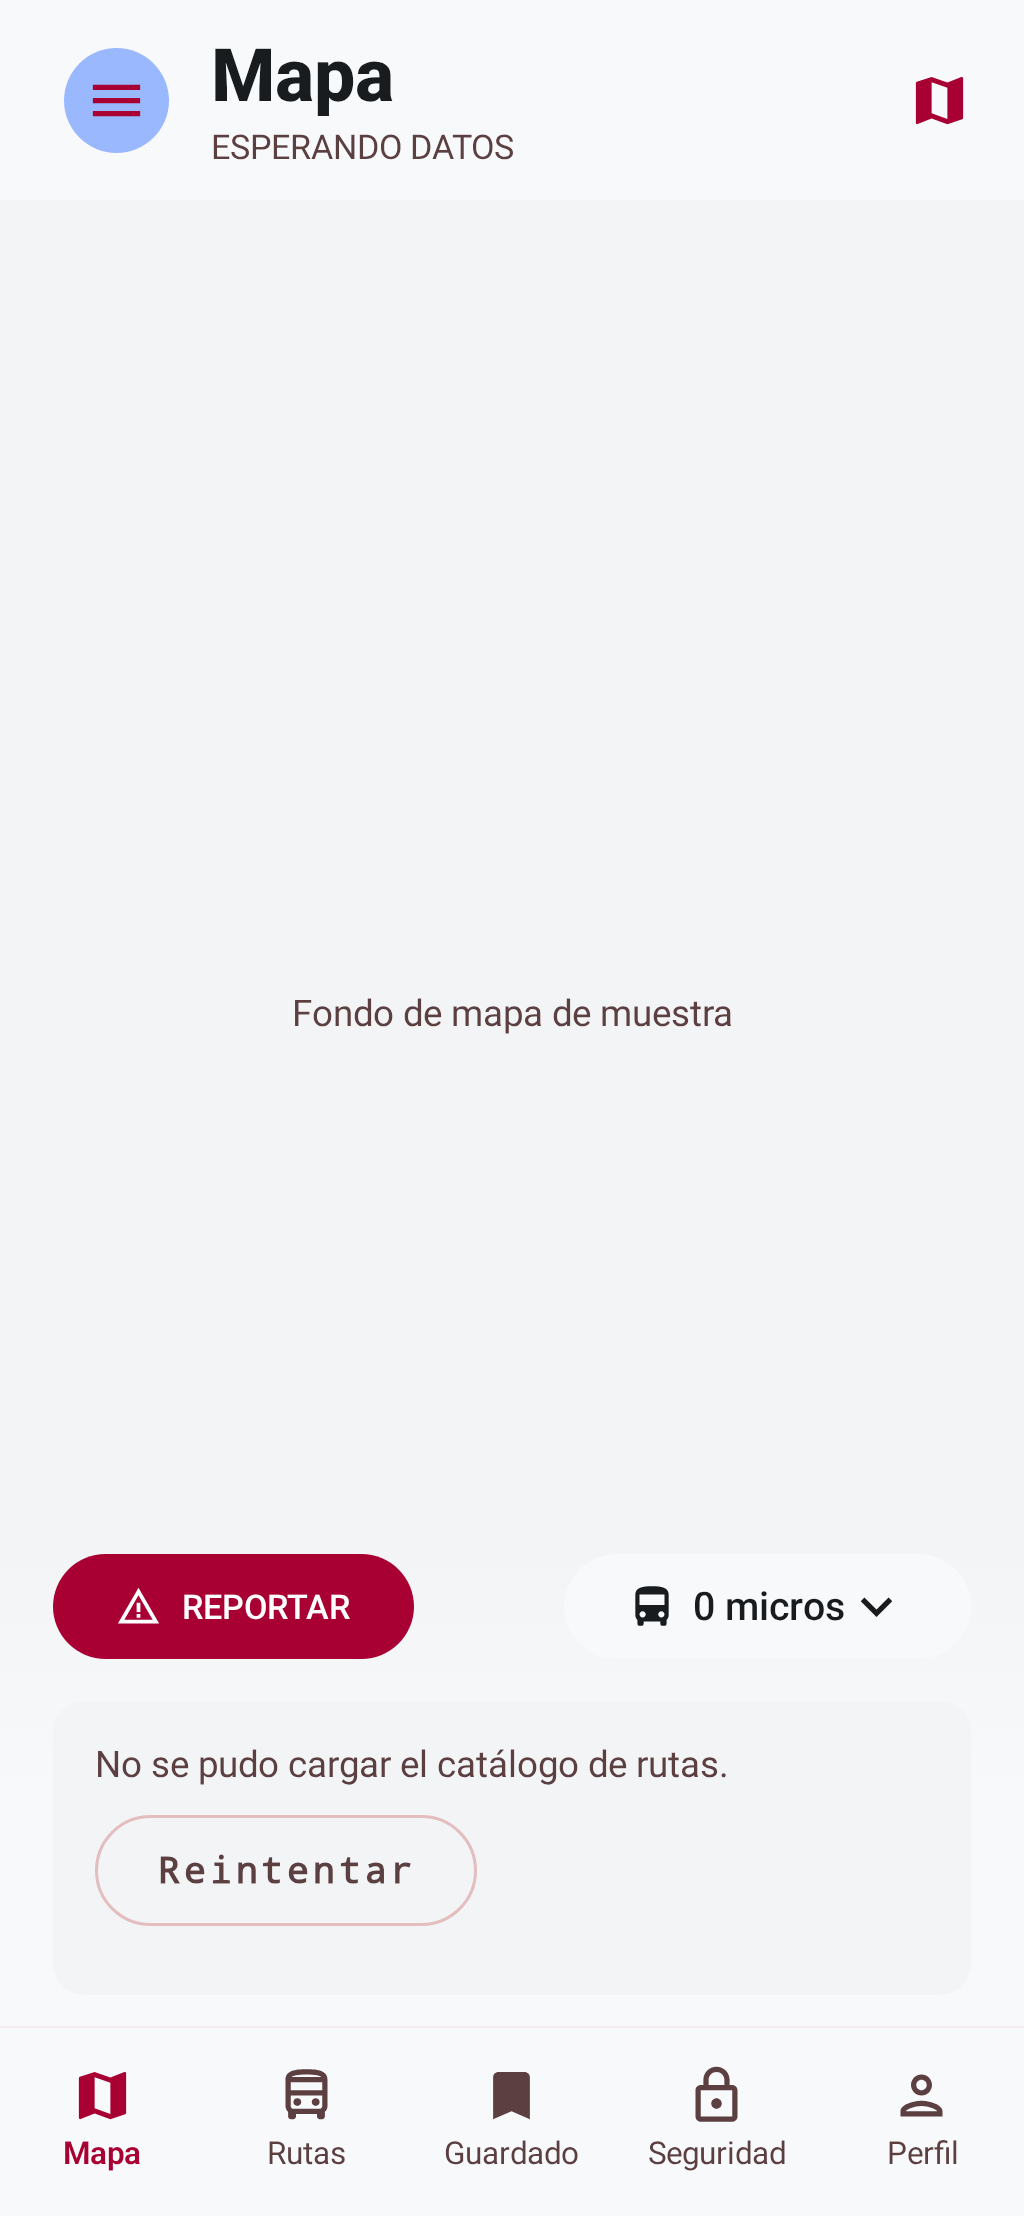 Mapa
ESPERANDO DATOS
Fondo de mapa de muestra
REPORTAR
0 micros
No se pudo cargar el catálogo de rutas.
Reintentar
Mapa
Rutas
Guardado
Seguridad
Perfil